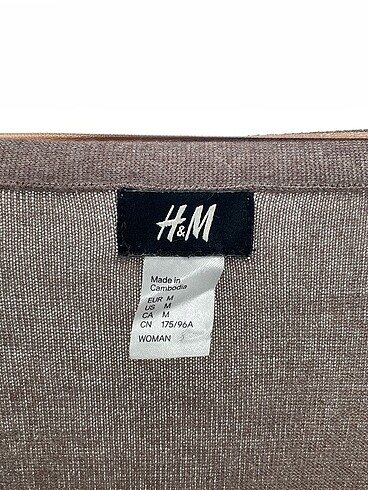 H&M
Made in
Cambodia
EUR M
US M
CA M
CN 175/96A
WOMAN